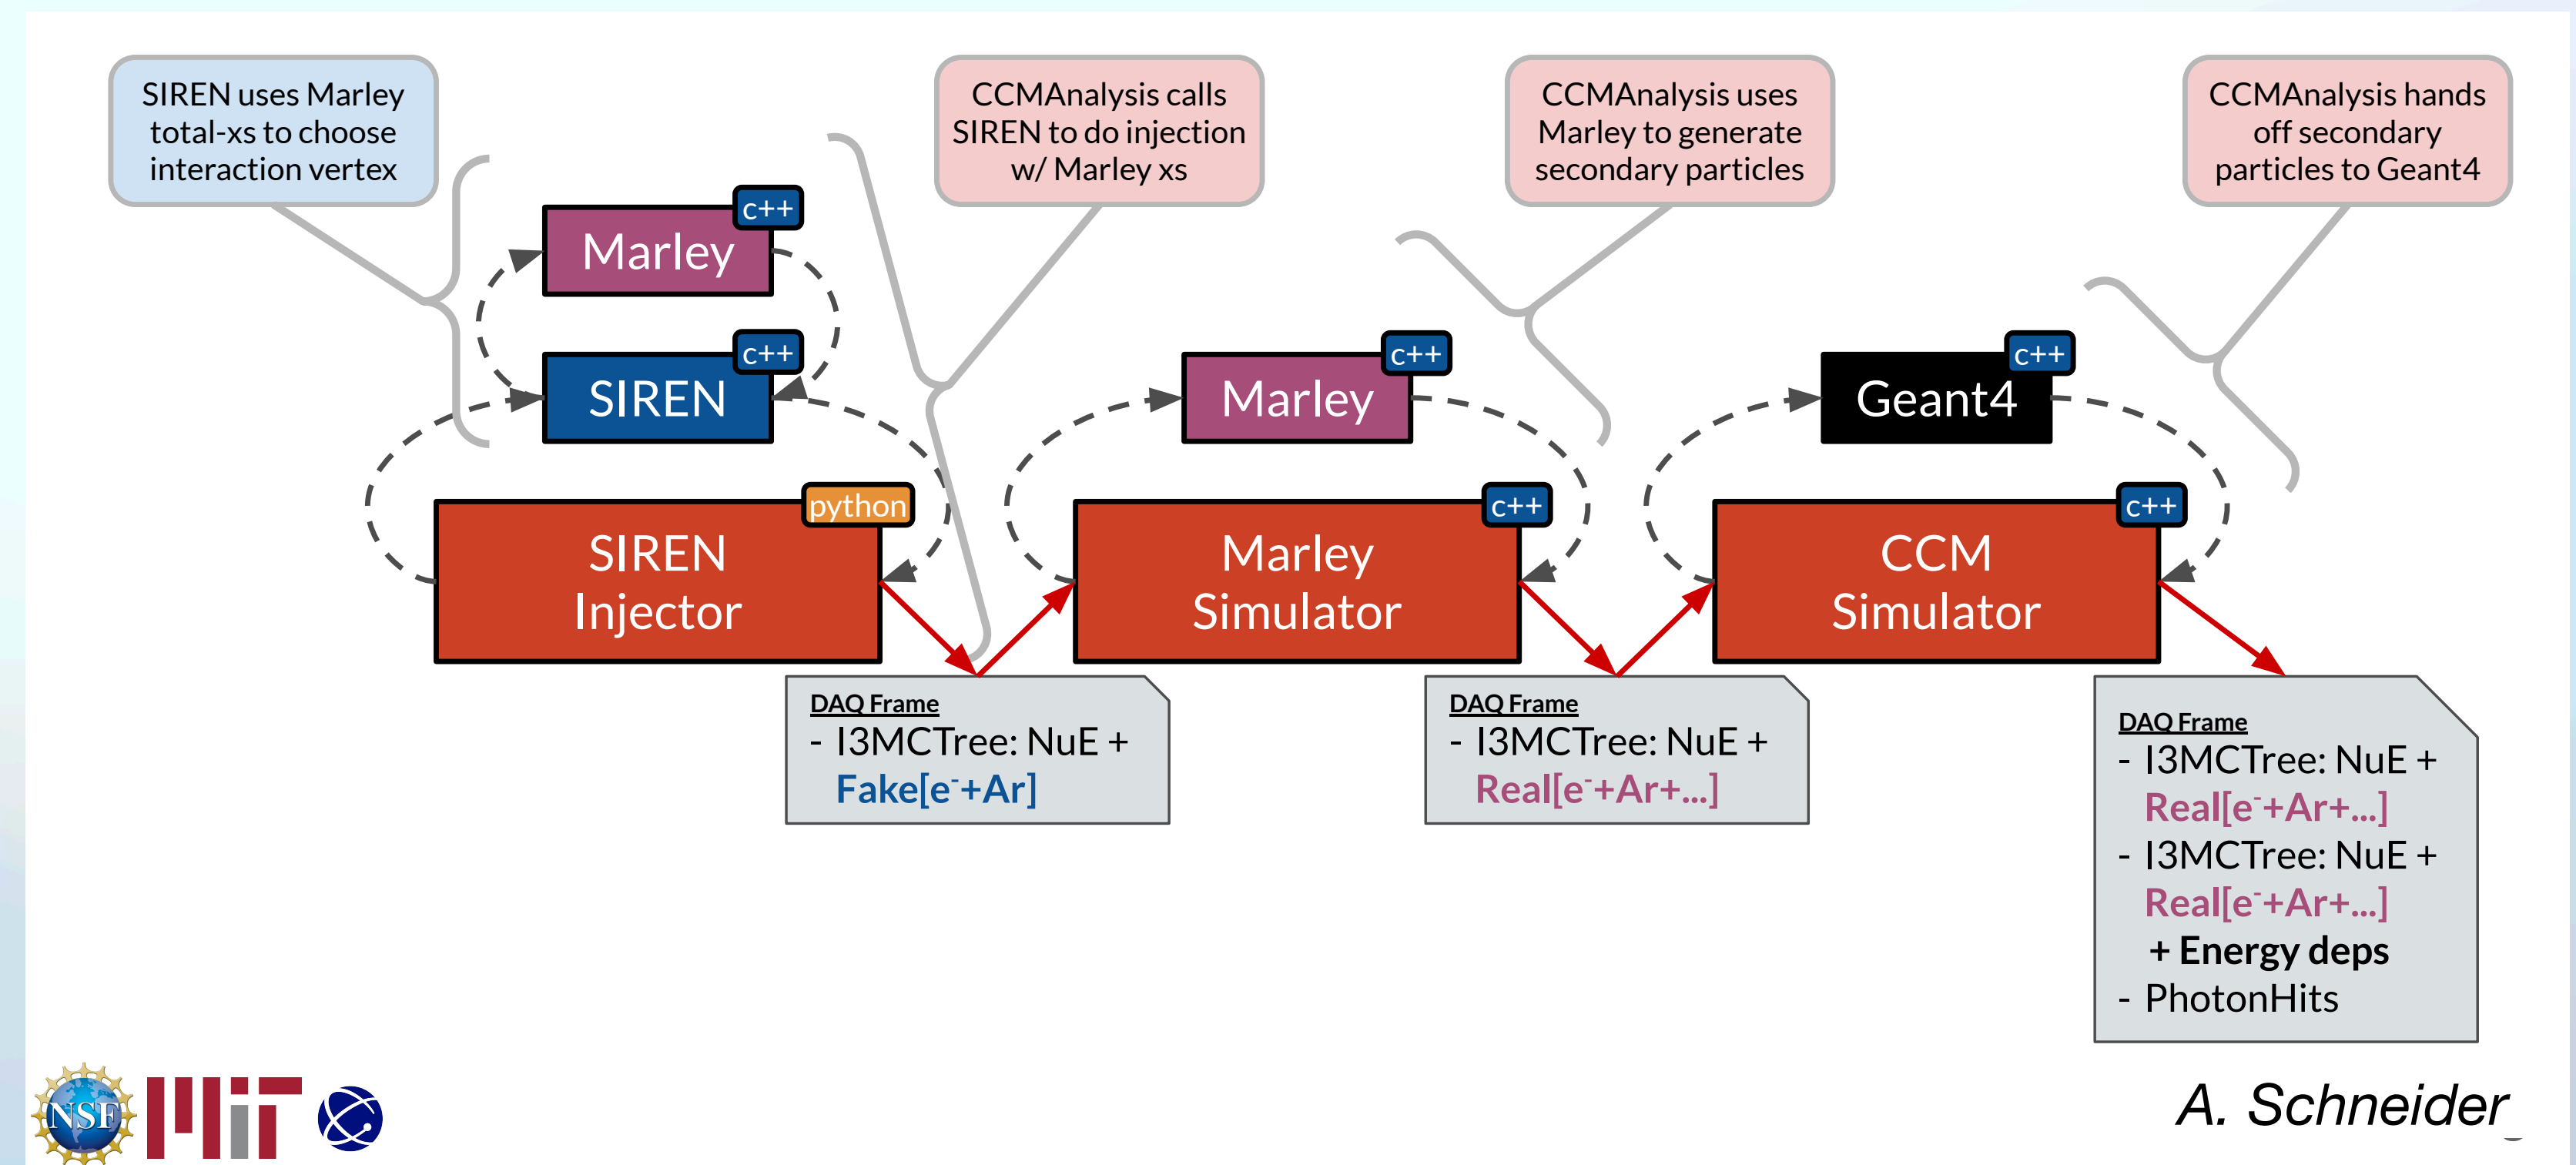 SIREN uses Marley
total-xs to choose
interaction vertex
CCMAnalysis calls
SIREN to do injection
w/ Marley xs
CCMAnalysis uses
Marley to generate
secondary particles
CCMAnalysis hands
off secondary
particles to Geant4
c++
Marley
c++
SIREN
python
SIREN
Injector
c++
Marley
c++
Marley
Simulator
c++
Geant4
c++
CCM
Simulator
DAQ Frame
- I3MCTree: NuE +
Fake[e⁻+Ar]
DAQ Frame
- I3MCTree: NuE +
Real[e⁻+Ar+...]
DAQ Frame
- I3MCTree: NuE +
Real[e⁻+Ar+...]
- I3MCTree: NuE +
Real[e⁻+Ar+...]
+ Energy deps
- PhotonHits
NSF
MIT
A. Schneider